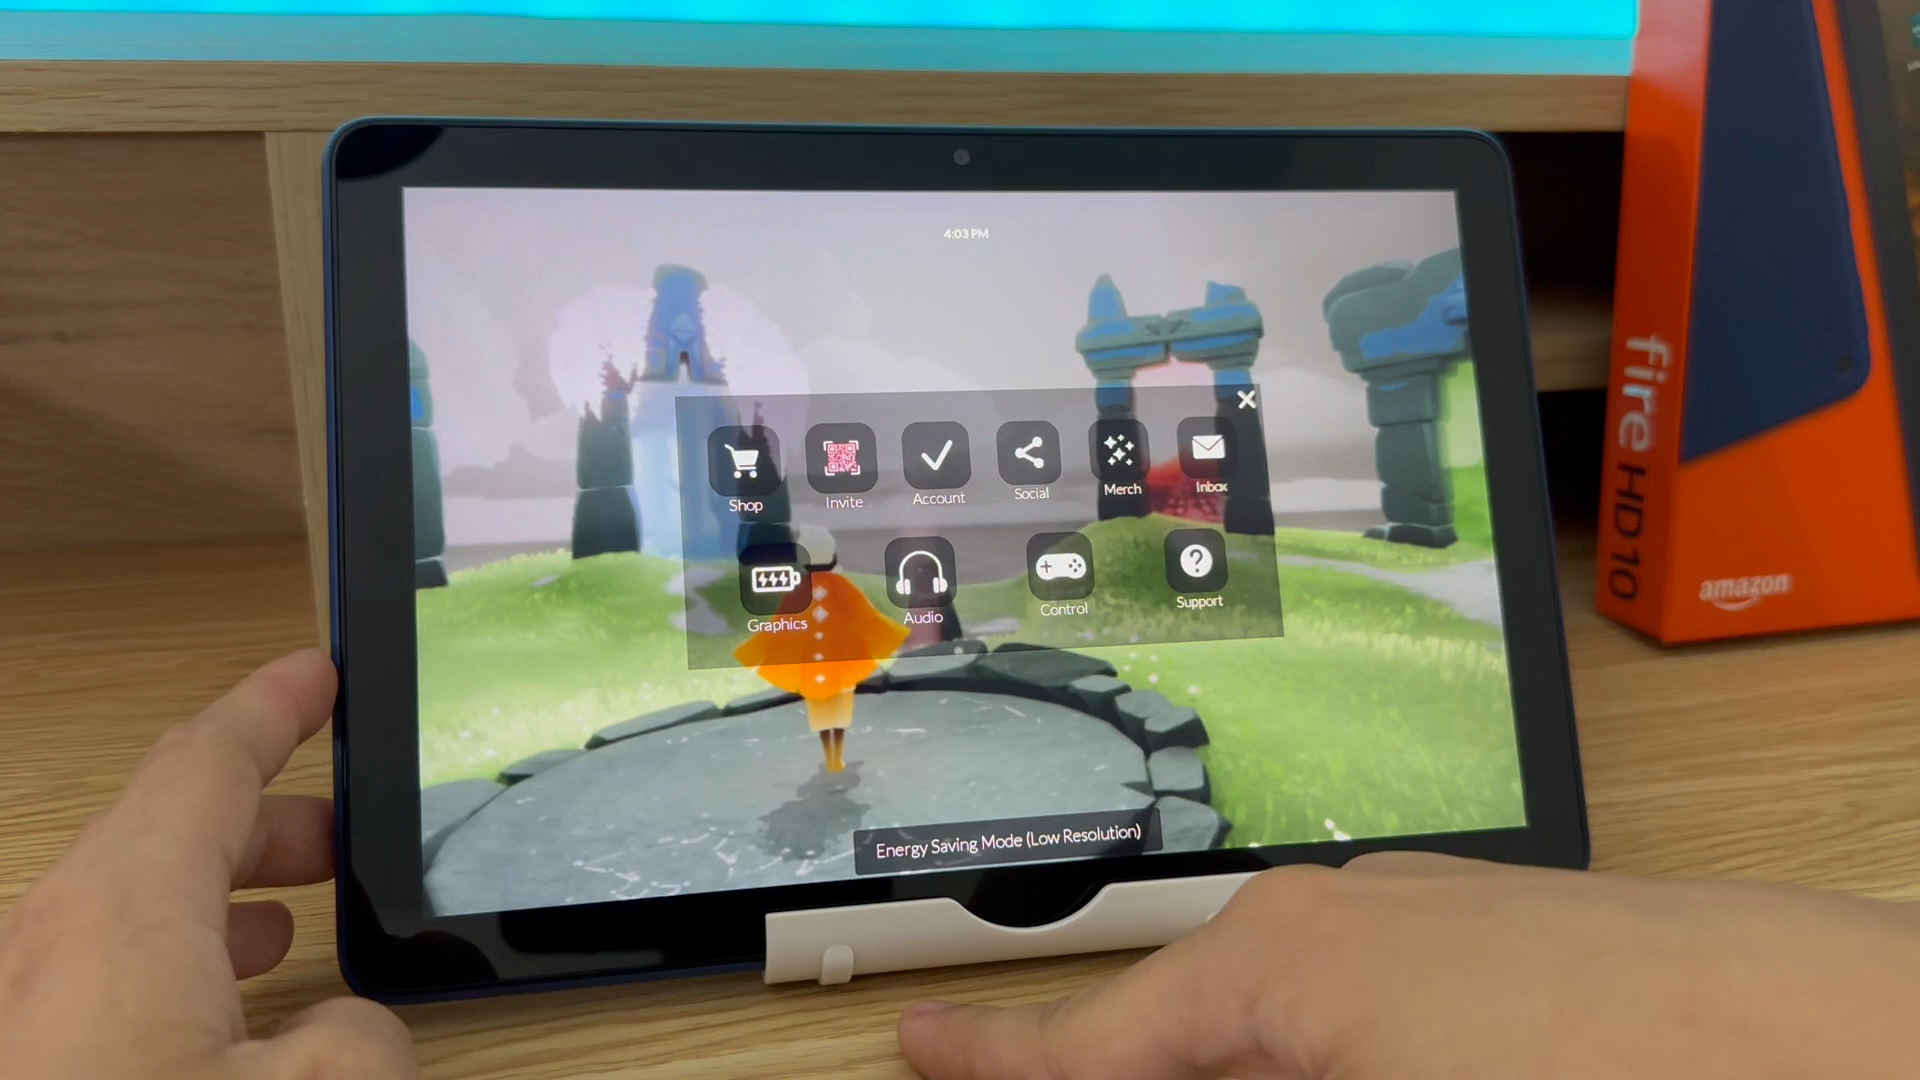 4:03 PM
Shop
Invite
Account
Social
Merch
Inbox
Graphics
Audio
Control
Support
Energy Saving Mode (Low Resolution)
fire HD 10
amazon